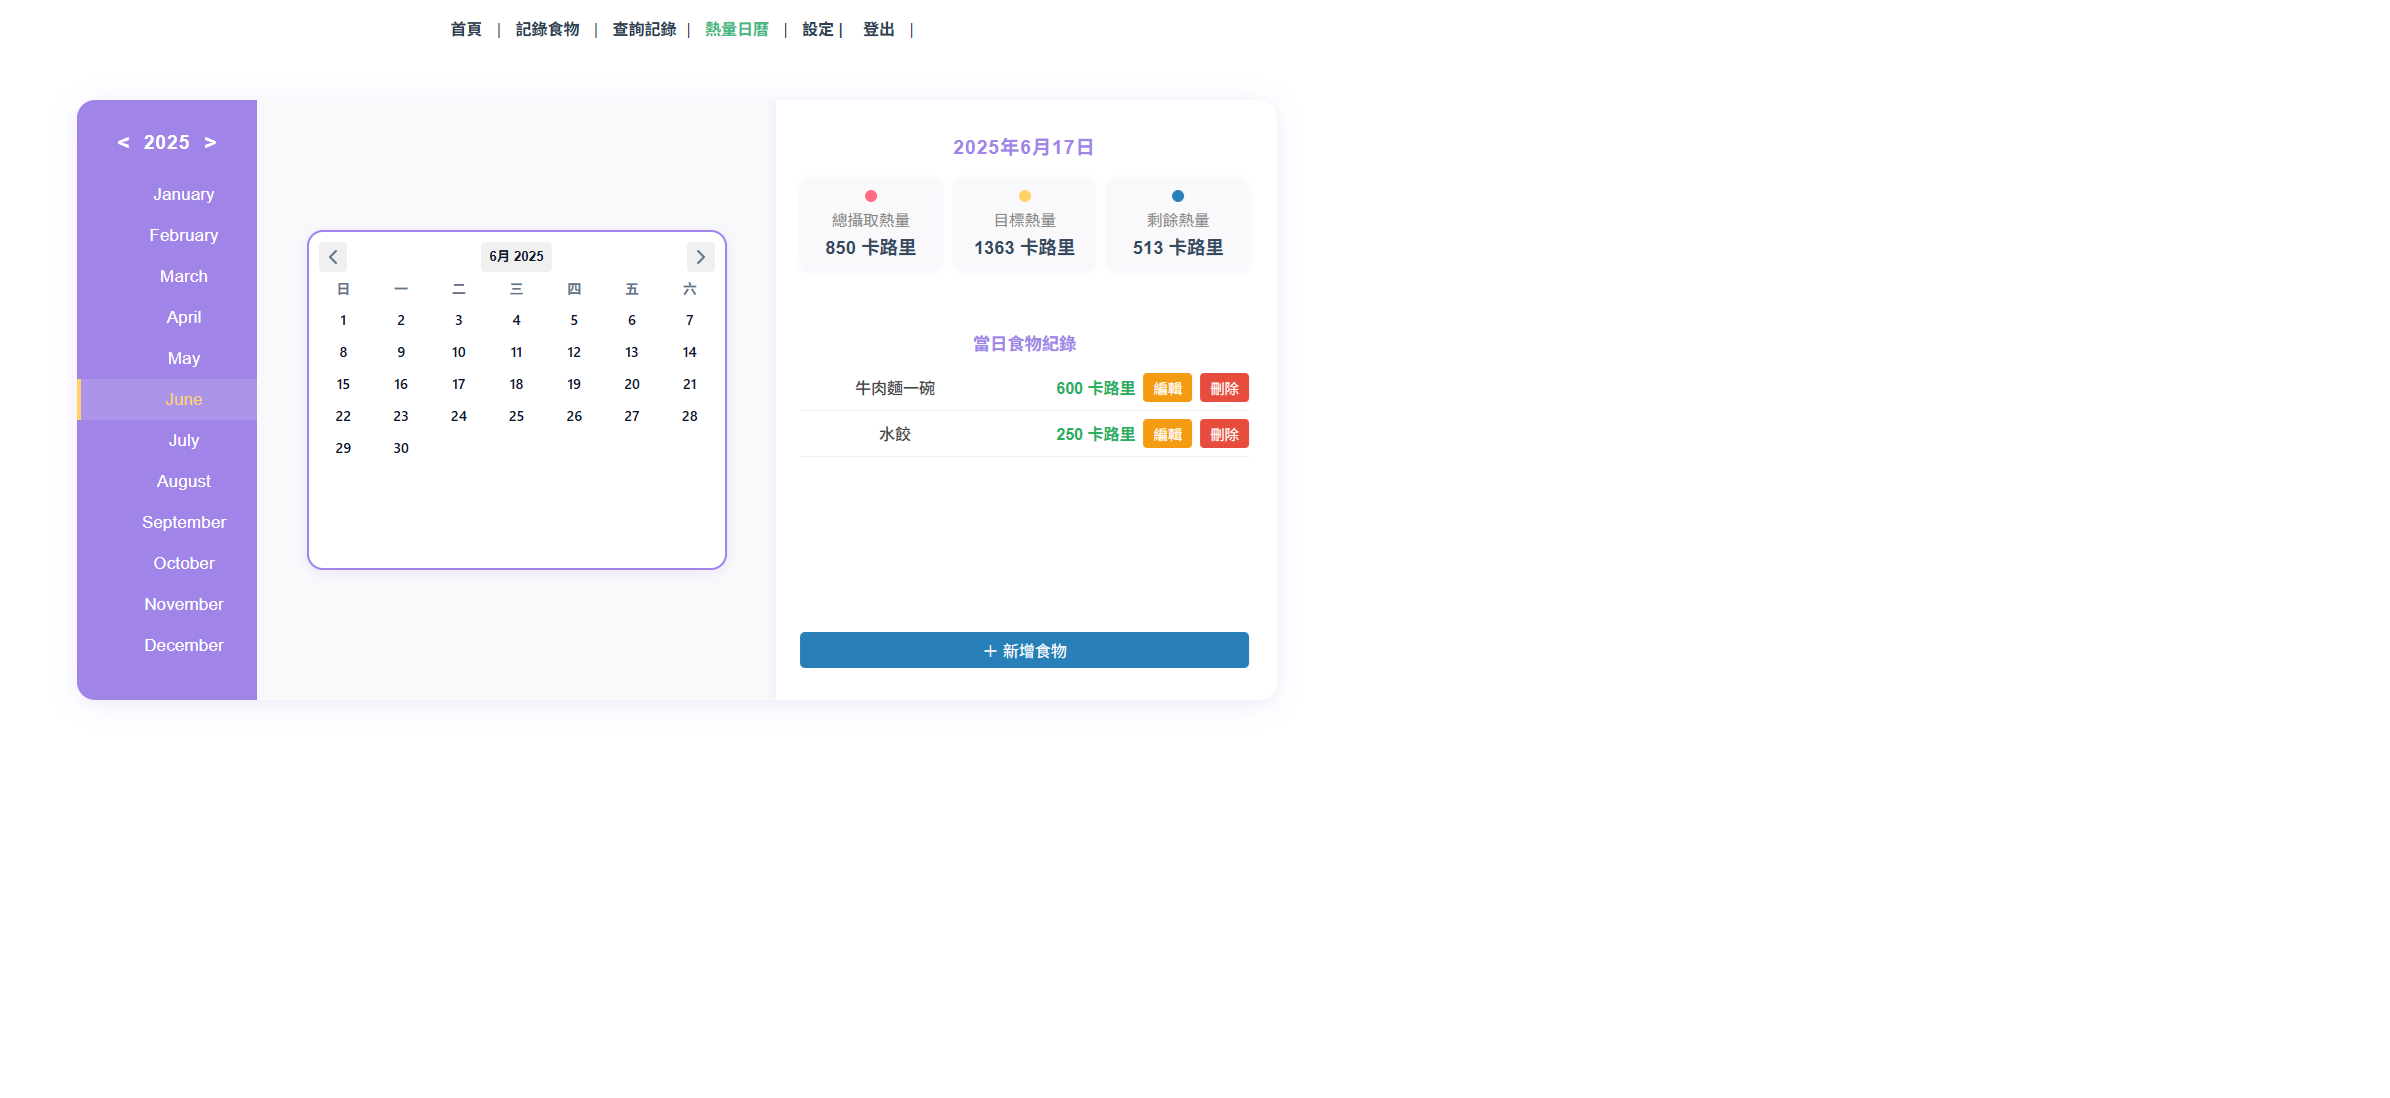 首頁 | 記錄食物 | 查詢記錄 | 熱量日曆 | 設定 | 登出 |
< 2025 >
January
February
March
April
May
June
July
August
September
October
November
December
6月 2025
日 一 二 三 四 五 六
1 2 3 4 5 6 7
8 9 10 11 12 13 14
15 16 17 18 19 20 21
22 23 24 25 26 27 28
29 30
2025年6月17日
總攝取熱量
850 卡路里
目標熱量
1363 卡路里
剩餘熱量
513 卡路里
當日食物紀錄
牛肉麵一碗 600 卡路里 編輯 刪除
水餃 250 卡路里 編輯 刪除
＋ 新增食物